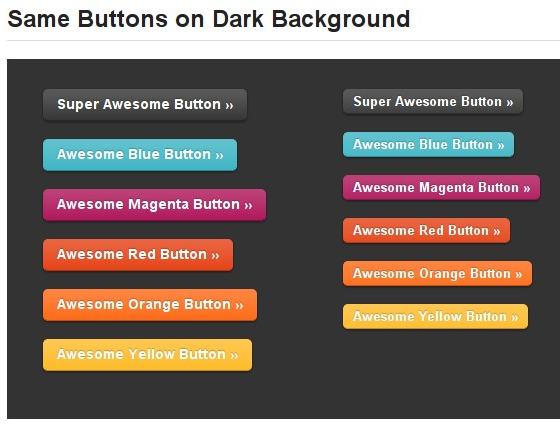 Same Buttons on Dark Background
Super Awesome Button ››
Awesome Blue Button ››
Awesome Magenta Button ››
Awesome Red Button ››
Awesome Orange Button ››
Awesome Yellow Button ››
Super Awesome Button »
Awesome Blue Button »
Awesome Magenta Button »
Awesome Red Button »
Awesome Orange Button »
Awesome Yellow Button »